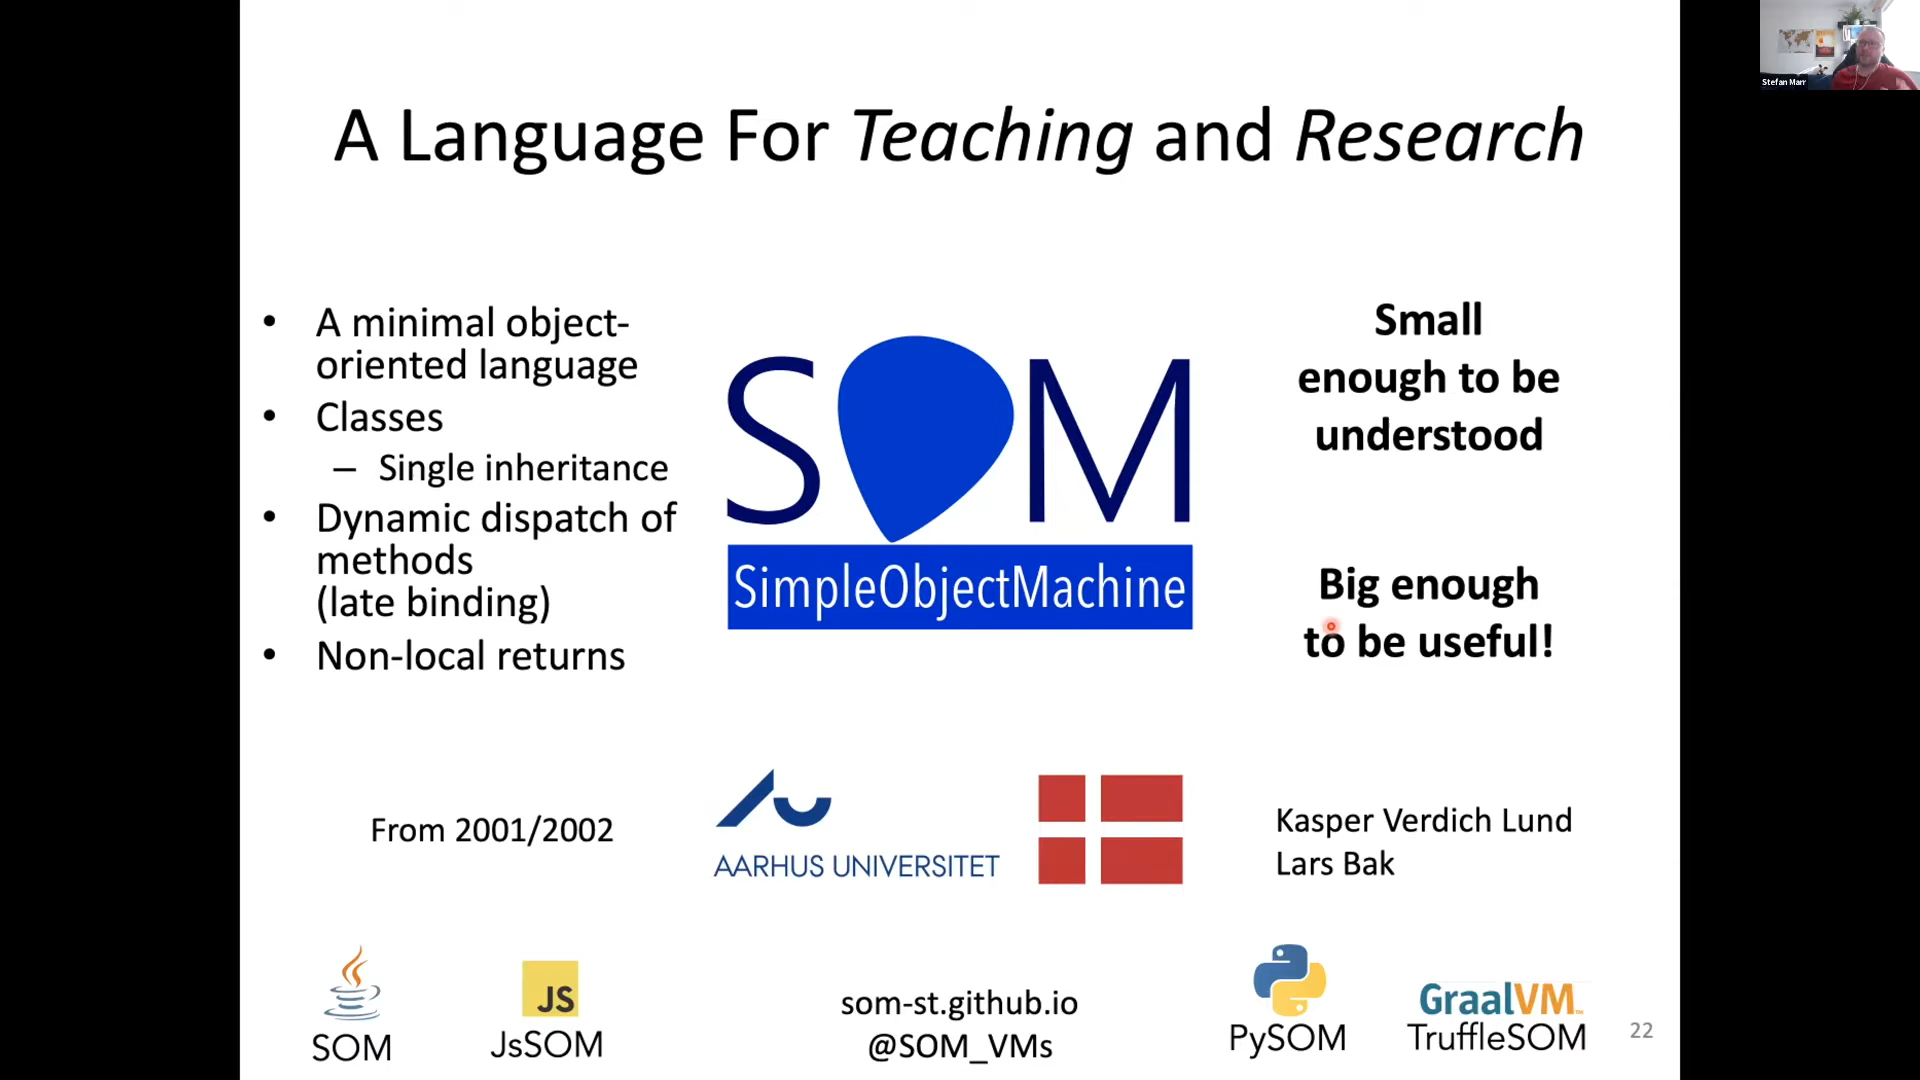 Stefan Marr
A Language For Teaching and Research
• A minimal object-
oriented language
• Classes
– Single inheritance
• Dynamic dispatch of
methods
(late binding)
• Non-local returns
SOM
SimpleObjectMachine
Small
enough to be
understood
Big enough
to be useful!
From 2001/2002
AARHUS UNIVERSITET
Kasper Verdich Lund
Lars Bak
SOM
JS
JsSOM
som-st.github.io
@SOM_VMs
PySOM
GraalVM™
TruffleSOM
22